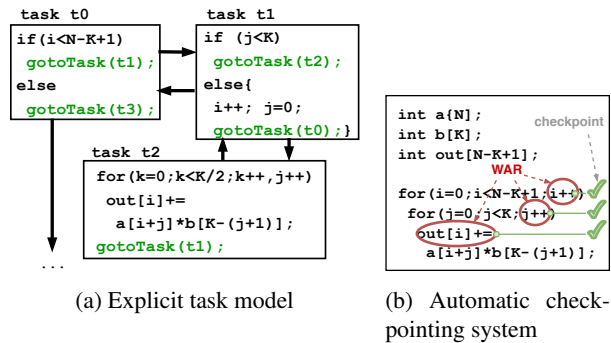 task t0
if(i<N-K+1)
gotoTask(t1);
else
gotoTask(t3);
task t1
if (j<K)
gotoTask(t2);
else{
i++; j=0;
gotoTask(t0);}
task t2
for(k=0;k<K/2;k++,j++)
out[i]+=
a[i+j]*b[K-(j+1)];
gotoTask(t1);
...
(a) Explicit task model
int a{N];
int b[K];
int out[N-K+1];
checkpoint
WAR
for(i=0;i<N-K+1;i++)
for(j=0;j<K;j++)
out[i]+=
a[i+j]*b[K-(j+1)];
(b) Automatic check-
pointing system